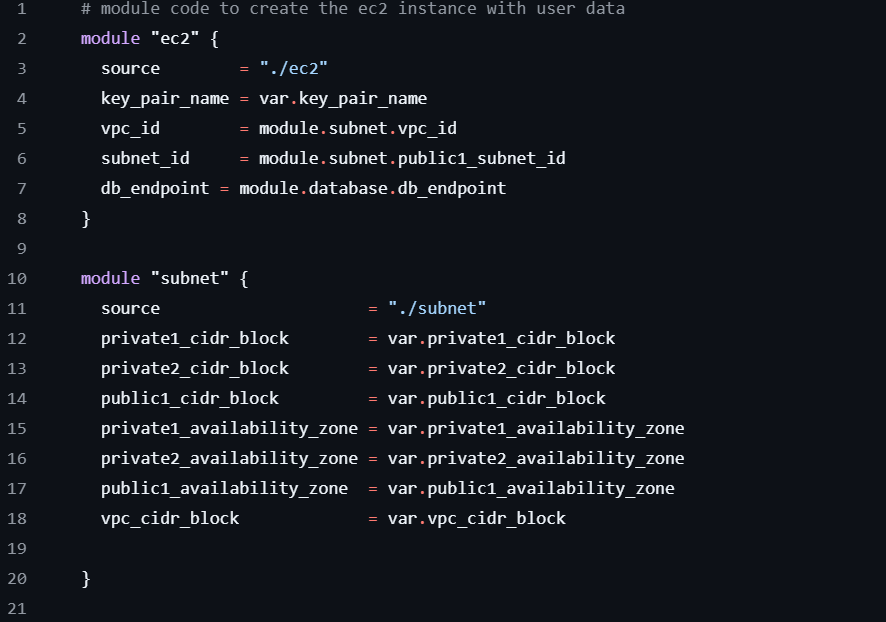 1 # module code to create the ec2 instance with user data
2 module "ec2" {
3   source        = "./ec2"
4   key_pair_name = var.key_pair_name
5   vpc_id        = module.subnet.vpc_id
6   subnet_id     = module.subnet.public1_subnet_id
7   db_endpoint = module.database.db_endpoint
8 }
9
10 module "subnet" {
11   source                     = "./subnet"
12   private1_cidr_block        = var.private1_cidr_block
13   private2_cidr_block        = var.private2_cidr_block
14   public1_cidr_block         = var.public1_cidr_block
15   private1_availability_zone = var.private1_availability_zone
16   private2_availability_zone = var.private2_availability_zone
17   public1_availability_zone  = var.public1_availability_zone
18   vpc_cidr_block             = var.vpc_cidr_block
19
20 }
21